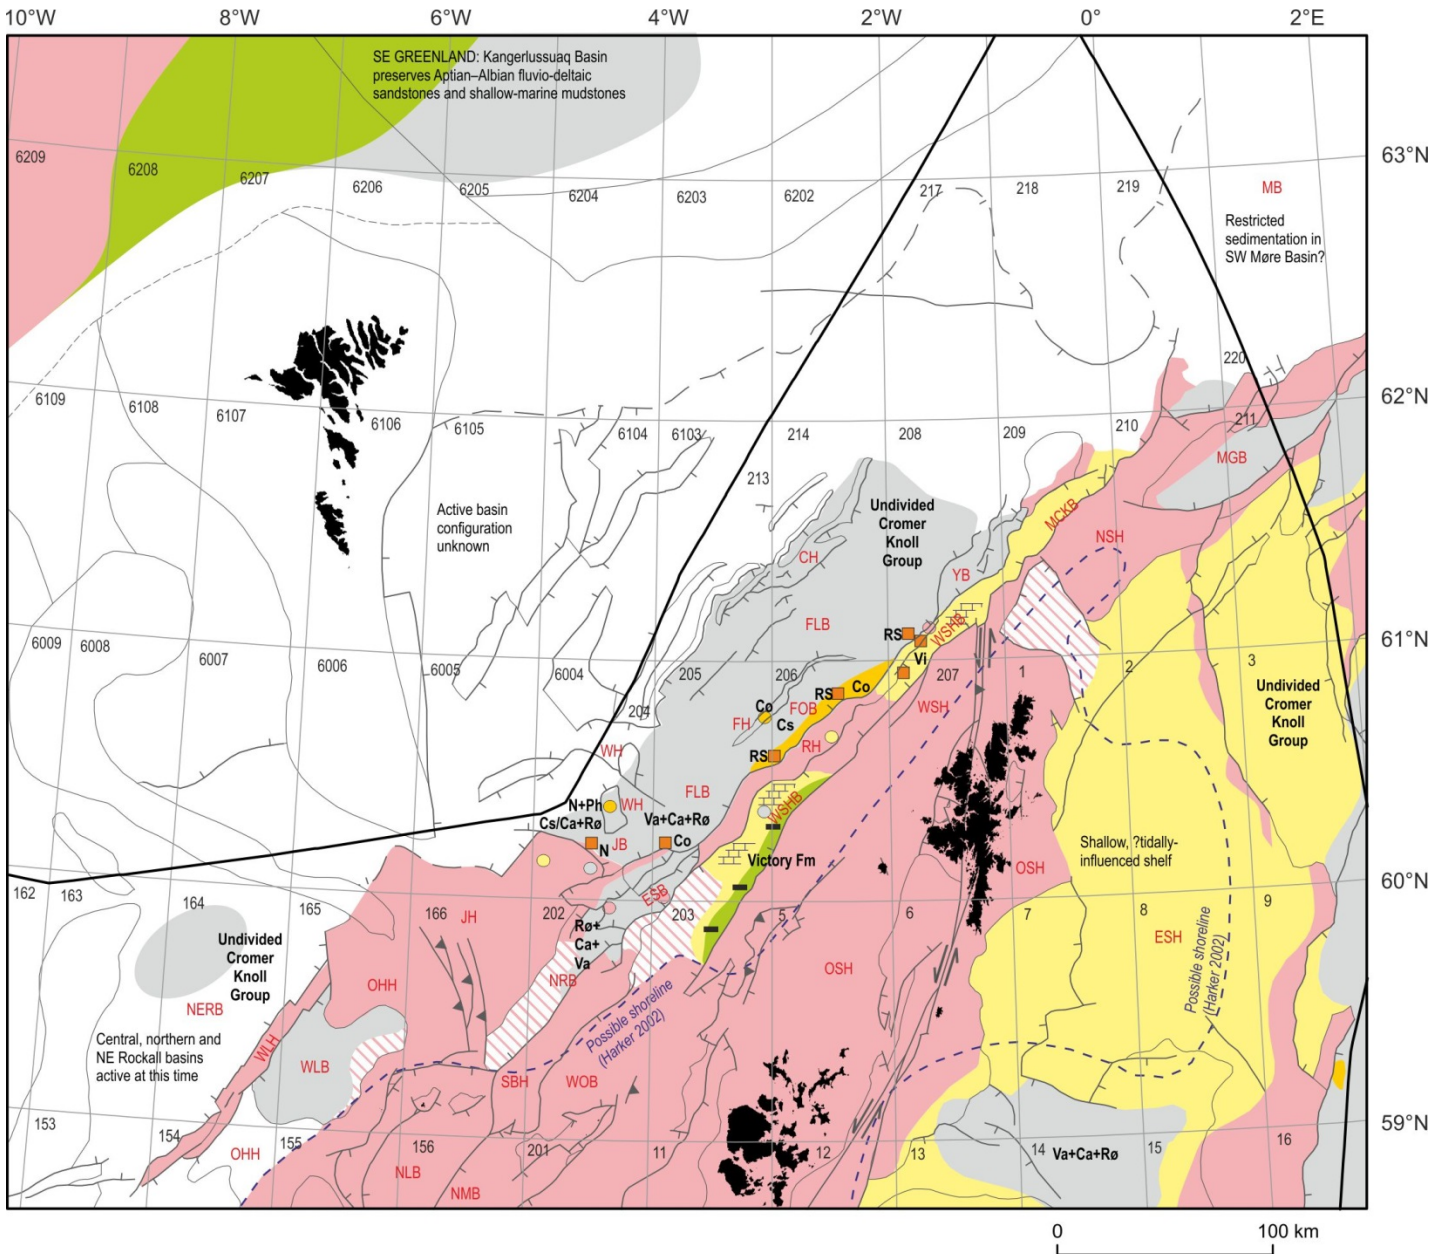 10°W 8°W 6°W 4°W 2°W 0° 2°E
SE GREENLAND: Kangerlussuaq Basin
preserves Aptian–Albian fluvio-deltaic
sandstones and shallow-marine mudstones
63°N
6209 6208 6207 6206 6205 6204 6203 6202 217 218 219
MB
Restricted
sedimentation in
SW Møre Basin?
62°N
6109 6108 6107 6106 6105 6104 6103 214 208 209 210 211 220
213
MGB
Active basin
configuration
unknown
Undivided
Cromer
Knoll
Group
MCKB
NSH
CH
YB
FLB
61°N
6009 6008 6007 6006 6005 6004 205 206 207 1 2 3
204
RS
WSHB
Vi
RS
Co
Co
Cs
FOB
FH
RH
WSH
RS
Undivided
Cromer
Knoll
Group
WH
WH
FLB
N+Ph
Cs/Ca+Rø
Va+Ca+Rø
N
JB
Co
WSHB
Victory Fm
Shallow, ?tidally-
influenced shelf
OSH
60°N
162 163 164 165 166 202 203 5 6 7 8 9
ESB
JH
Rø+
Ca+
Va
NRB
OSH
ESH
Undivided
Cromer
Knoll
Group
OHH
NERB
Possible shoreline
(Harker 2002)
Possible shoreline
(Harker 2002)
Central, northern and
NE Rockall basins
active at this time
WLH
WLB
SBH
WOB
59°N
153 154 155 156 201 11 12 13 14 15 16
Va+Ca+Rø
OHH
NLB
NMB
0 100 km